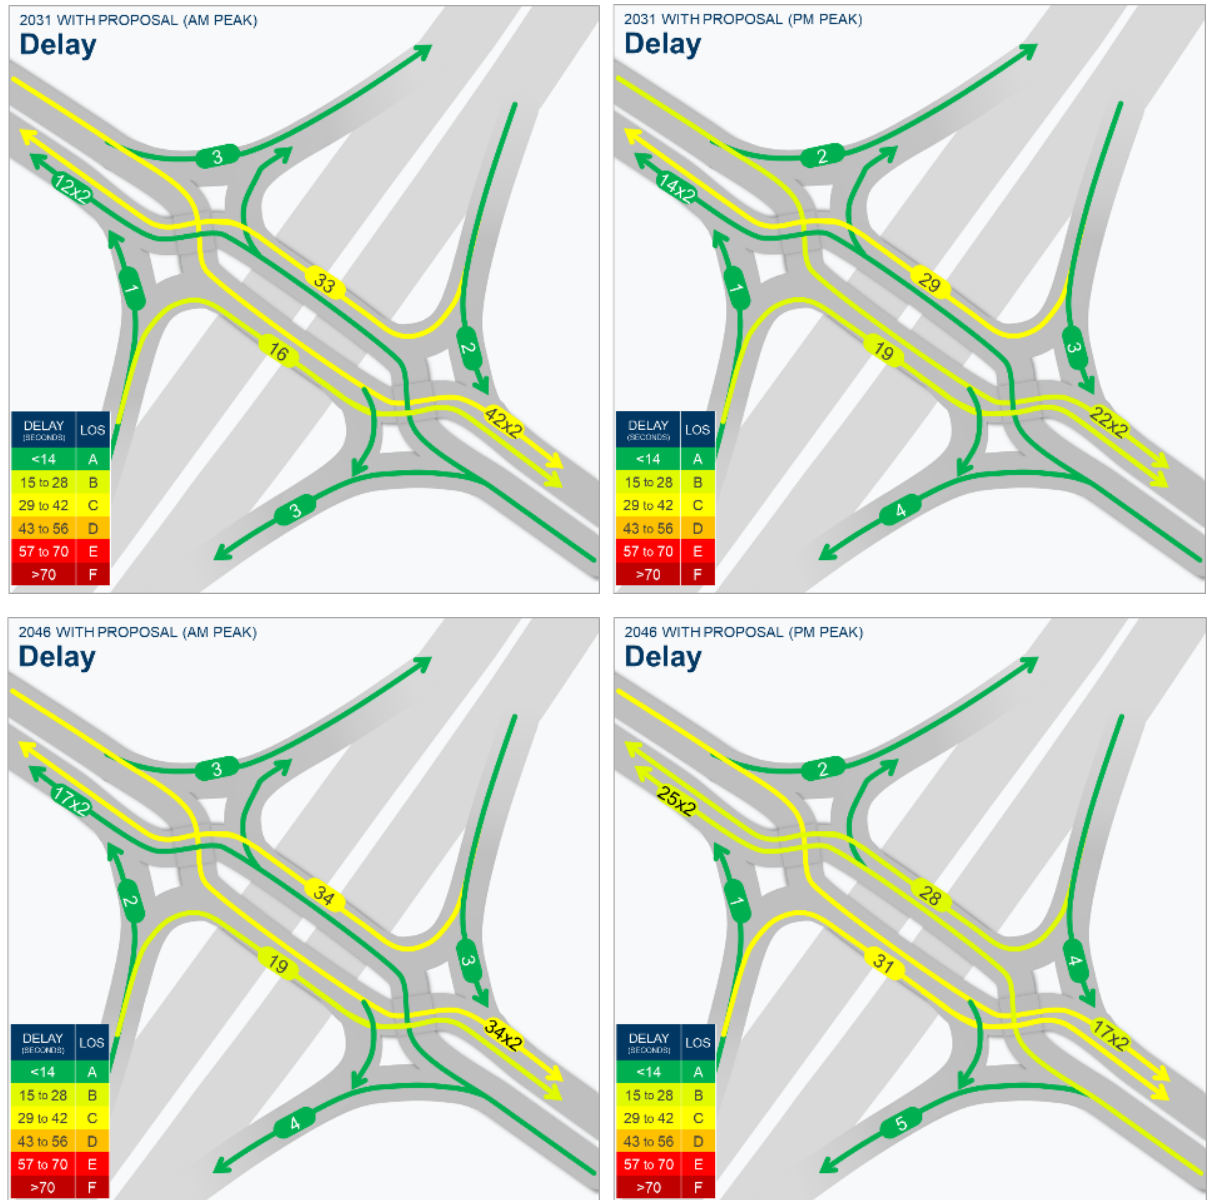 2031 WITH PROPOSAL (AM PEAK)
Delay
3
12x2
1
33
16
2
42x2
3
DELAY
(SECONDS)
LOS
<14 A
15 to 28 B
29 to 42 C
43 to 56 D
57 to 70 E
>70 F
2031 WITH PROPOSAL (PM PEAK)
Delay
2
14x2
1
29
19
3
22x2
4
DELAY
(SECONDS)
LOS
<14 A
15 to 28 B
29 to 42 C
43 to 56 D
57 to 70 E
>70 F
2046 WITH PROPOSAL (AM PEAK)
Delay
3
17x2
2
34
19
3
34x2
4
DELAY
(SECONDS)
LOS
<14 A
15 to 28 B
29 to 42 C
43 to 56 D
57 to 70 E
>70 F
2046 WITH PROPOSAL (PM PEAK)
Delay
2
25x2
1
28
31
4
17x2
5
DELAY
(SECONDS)
LOS
<14 A
15 to 28 B
29 to 42 C
43 to 56 D
57 to 70 E
>70 F